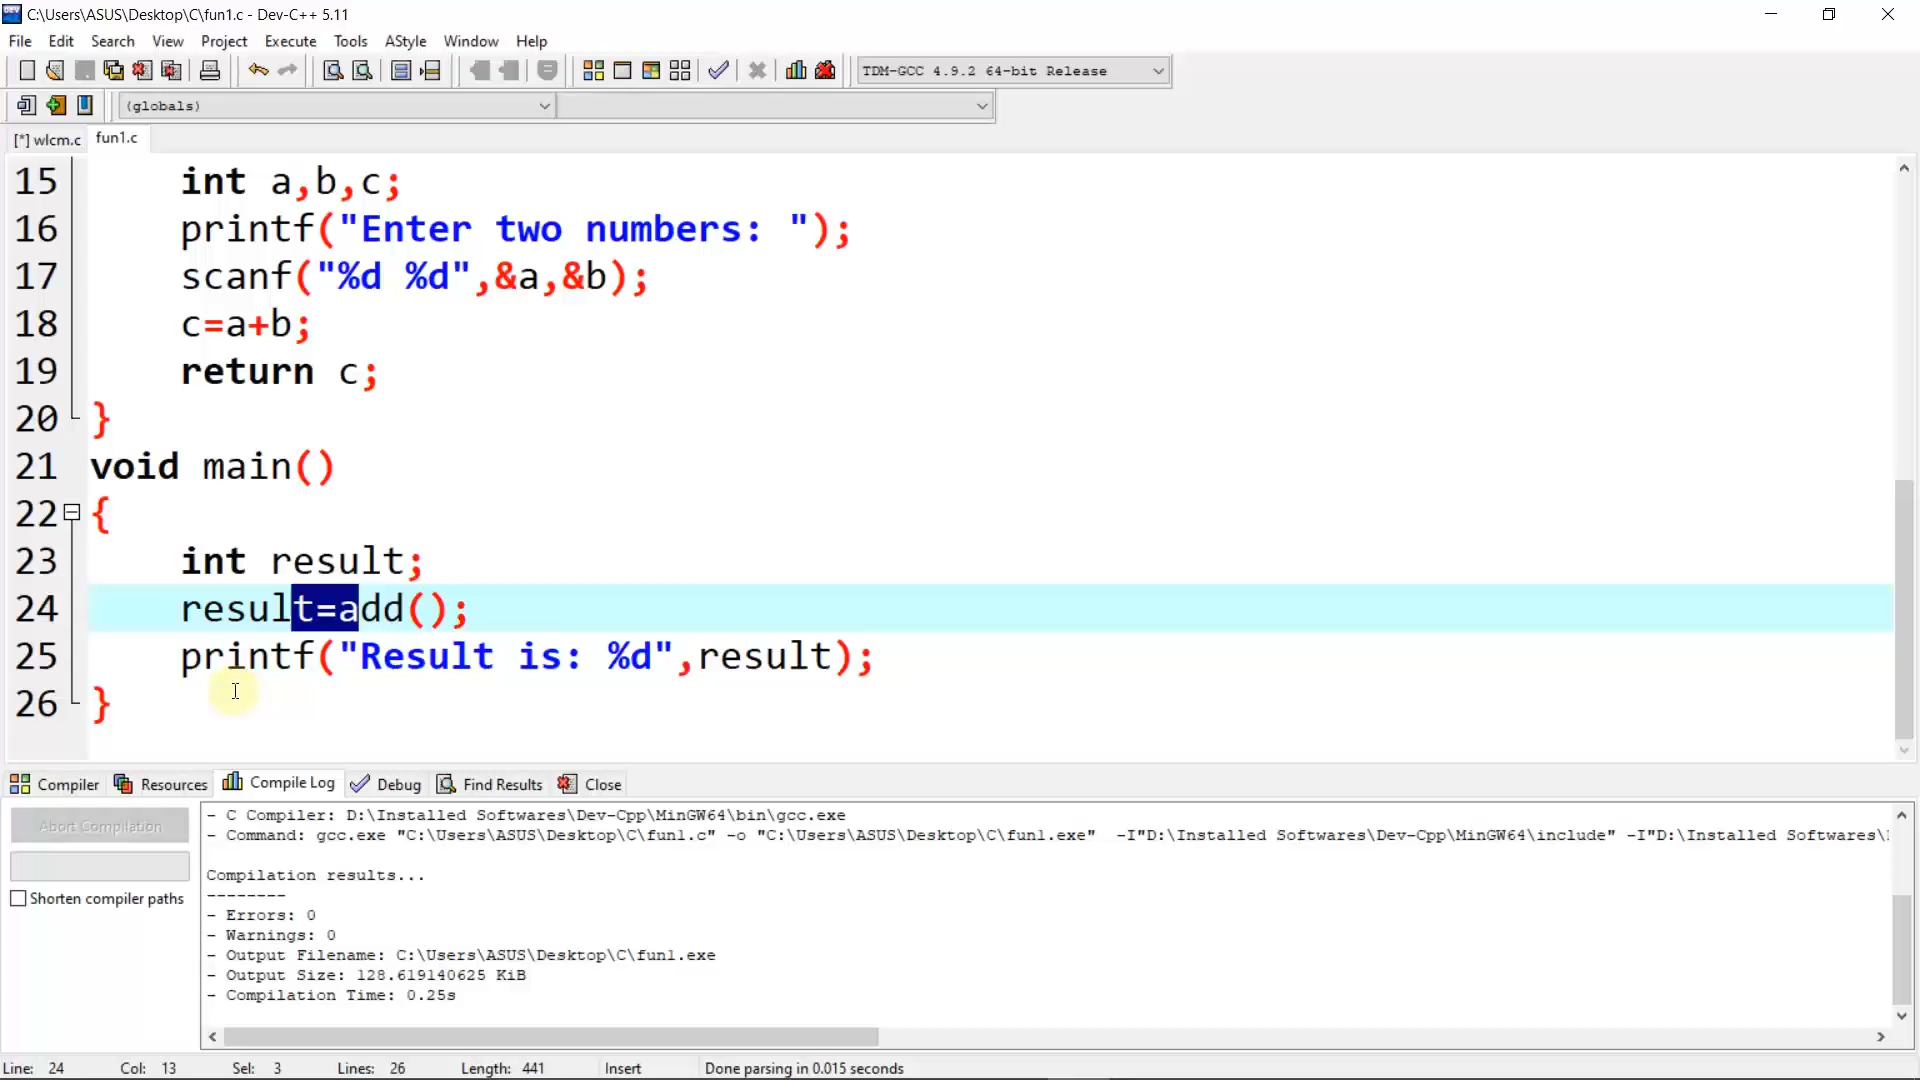 C:\Users\ASUS\Desktop\C\fun1.c - Dev-C++ 5.11
File Edit Search View Project Execute Tools AStyle Window Help
TDM-GCC 4.9.2 64-bit Release
(globals)
[*] wlcm.c fun1.c
15 int a,b,c;
16 printf("Enter two numbers: ");
17 scanf("%d %d",&a,&b);
18 c=a+b;
19 return c;
20 }
21 void main()
22 {
23 int result;
24 result=add();
25 printf("Result is: %d",result);
26 }
Compiler Resources Compile Log Debug Find Results Close
Abort Compilation
Shorten compiler paths
- C Compiler: D:\Installed Softwares\Dev-Cpp\MinGW64\bin\gcc.exe
- Command: gcc.exe "C:\Users\ASUS\Desktop\C\fun1.c" -o "C:\Users\ASUS\Desktop\C\fun1.exe" -I"D:\Installed Softwares\Dev-Cpp\MinGW64\include" -I"D:\Installed Softwares\
Compilation results...
--------
- Errors: 0
- Warnings: 0
- Output Filename: C:\Users\ASUS\Desktop\C\fun1.exe
- Output Size: 128.619140625 KiB
- Compilation Time: 0.25s
Line: 24 Col: 13 Sel: 3 Lines: 26 Length: 441 Insert Done parsing in 0.015 seconds